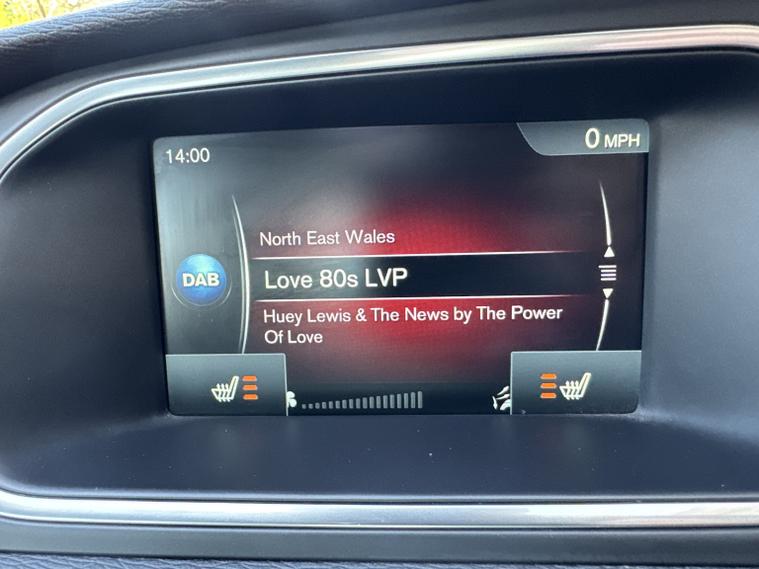 14:00
0 MPH
North East Wales
DAB
Love 80s LVP
Huey Lewis & The News by The Power
Of Love